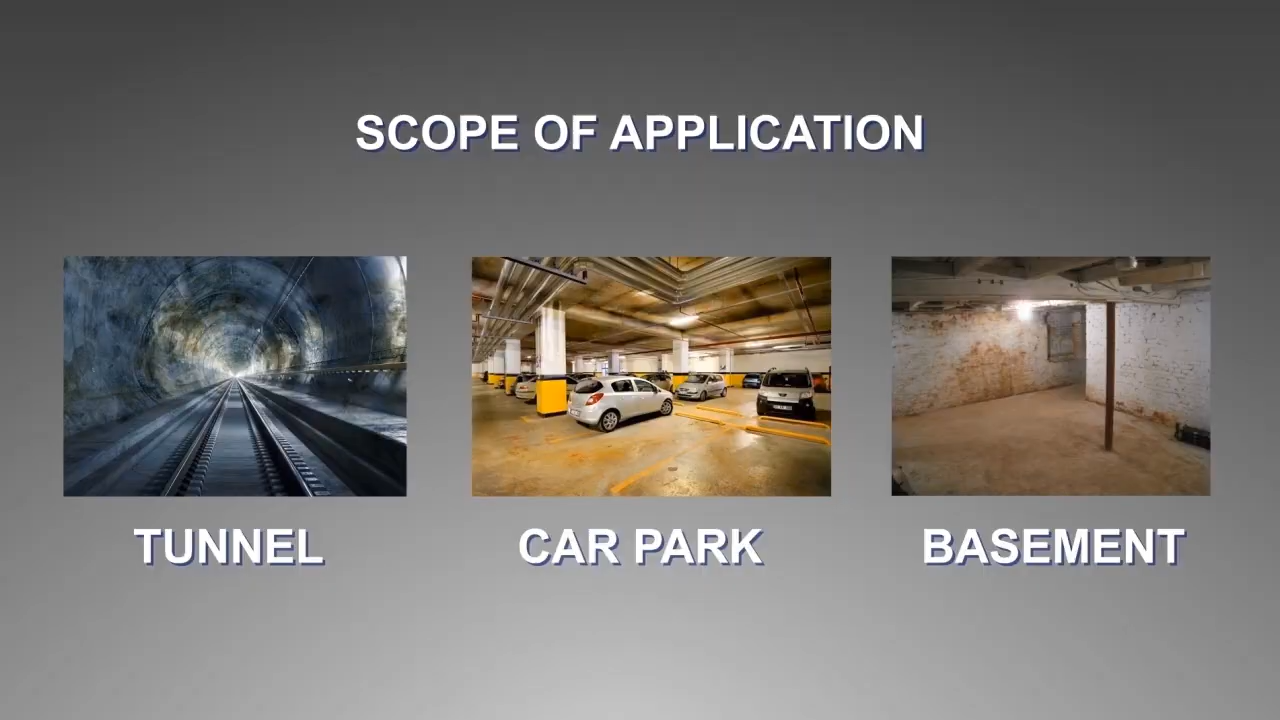 SCOPE OF APPLICATION
TUNNEL
CAR PARK
BASEMENT